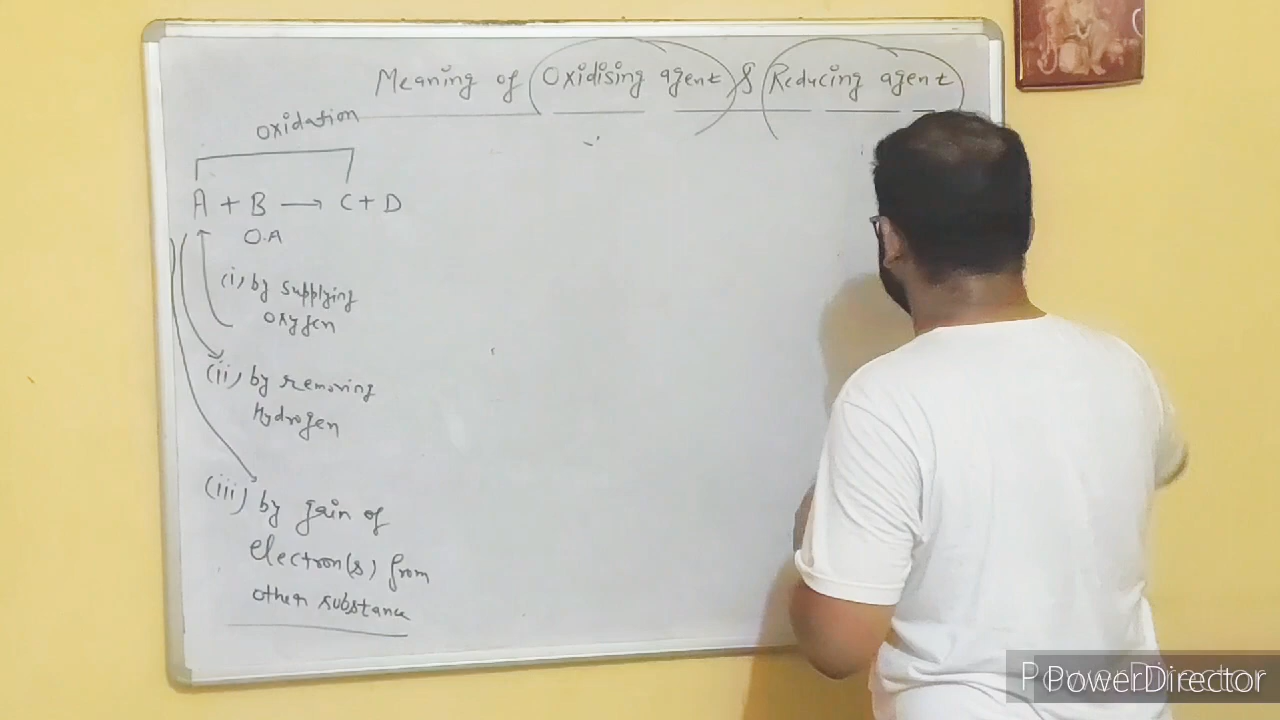 Meaning of Oxidising agent & Reducing agent
Oxidation
A + B → C + D
O.A
(i) by supplying
oxygen
(ii) by removing
Hydrogen
(iii) by gain of
electron(s) from
other substance
PowerDirector
PowerDirector